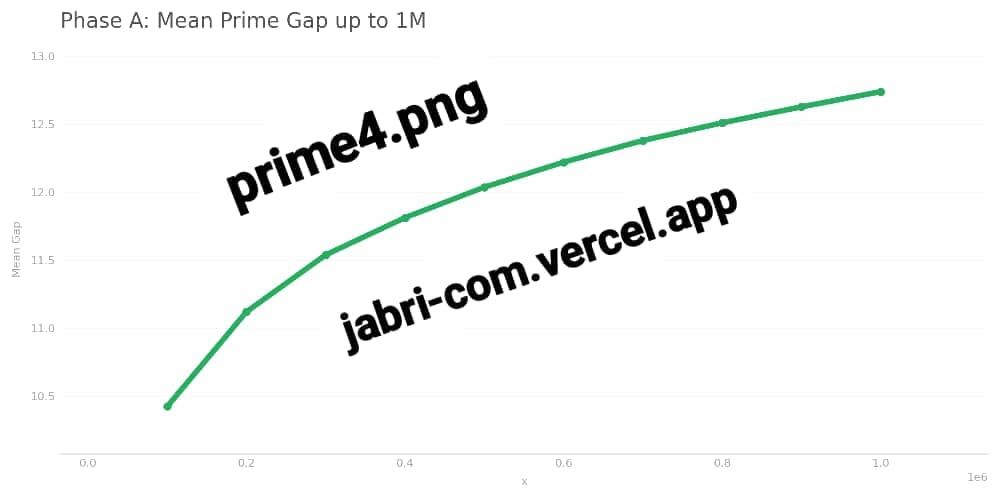 Phase A: Mean Prime Gap up to 1M
13.0
prime4.png
12.5
12.0
jabri-com.vercel.app
Mean Gap
11.5
11.0
10.5
0.0 0.2 0.4 0.6 0.8 1.0
1e6
x